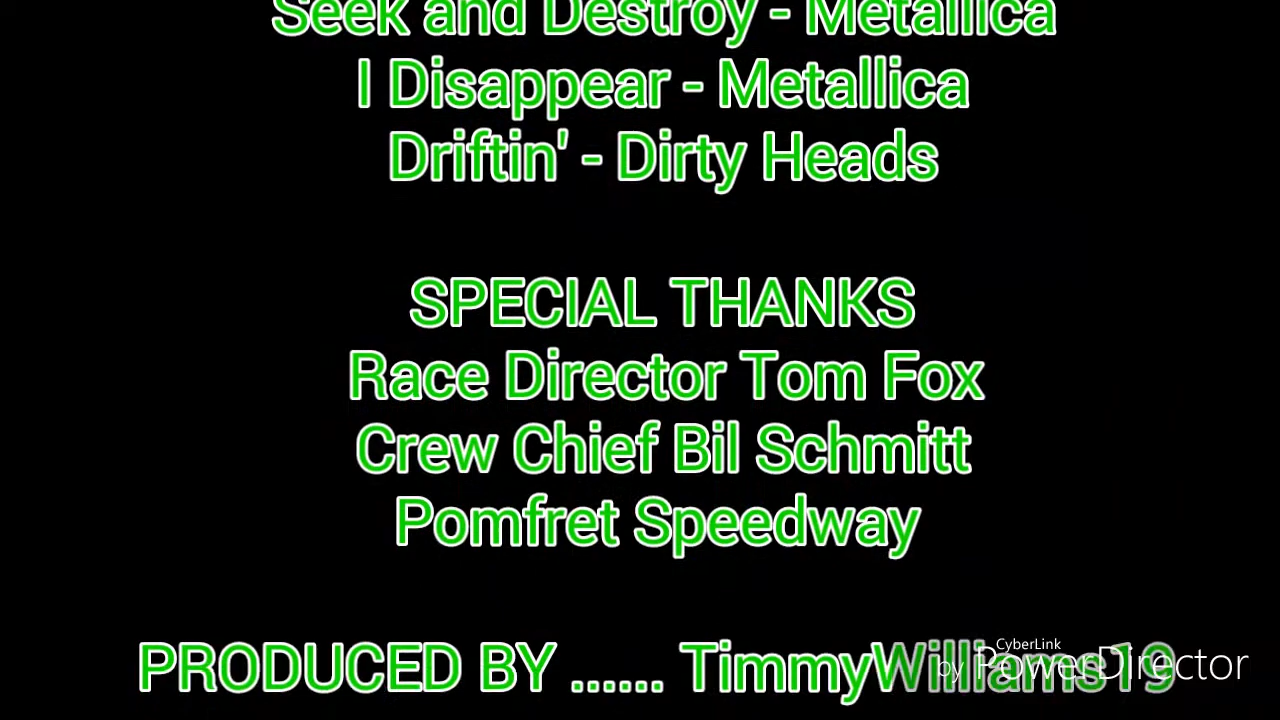 Seek and Destroy - Metallica
I Disappear - Metallica
Driftin' - Dirty Heads
SPECIAL THANKS
Race Director Tom Fox
Crew Chief Bil Schmitt
Pomfret Speedway
PRODUCED BY ...... TimmyWilliams19
CyberLink
by PowerDirector